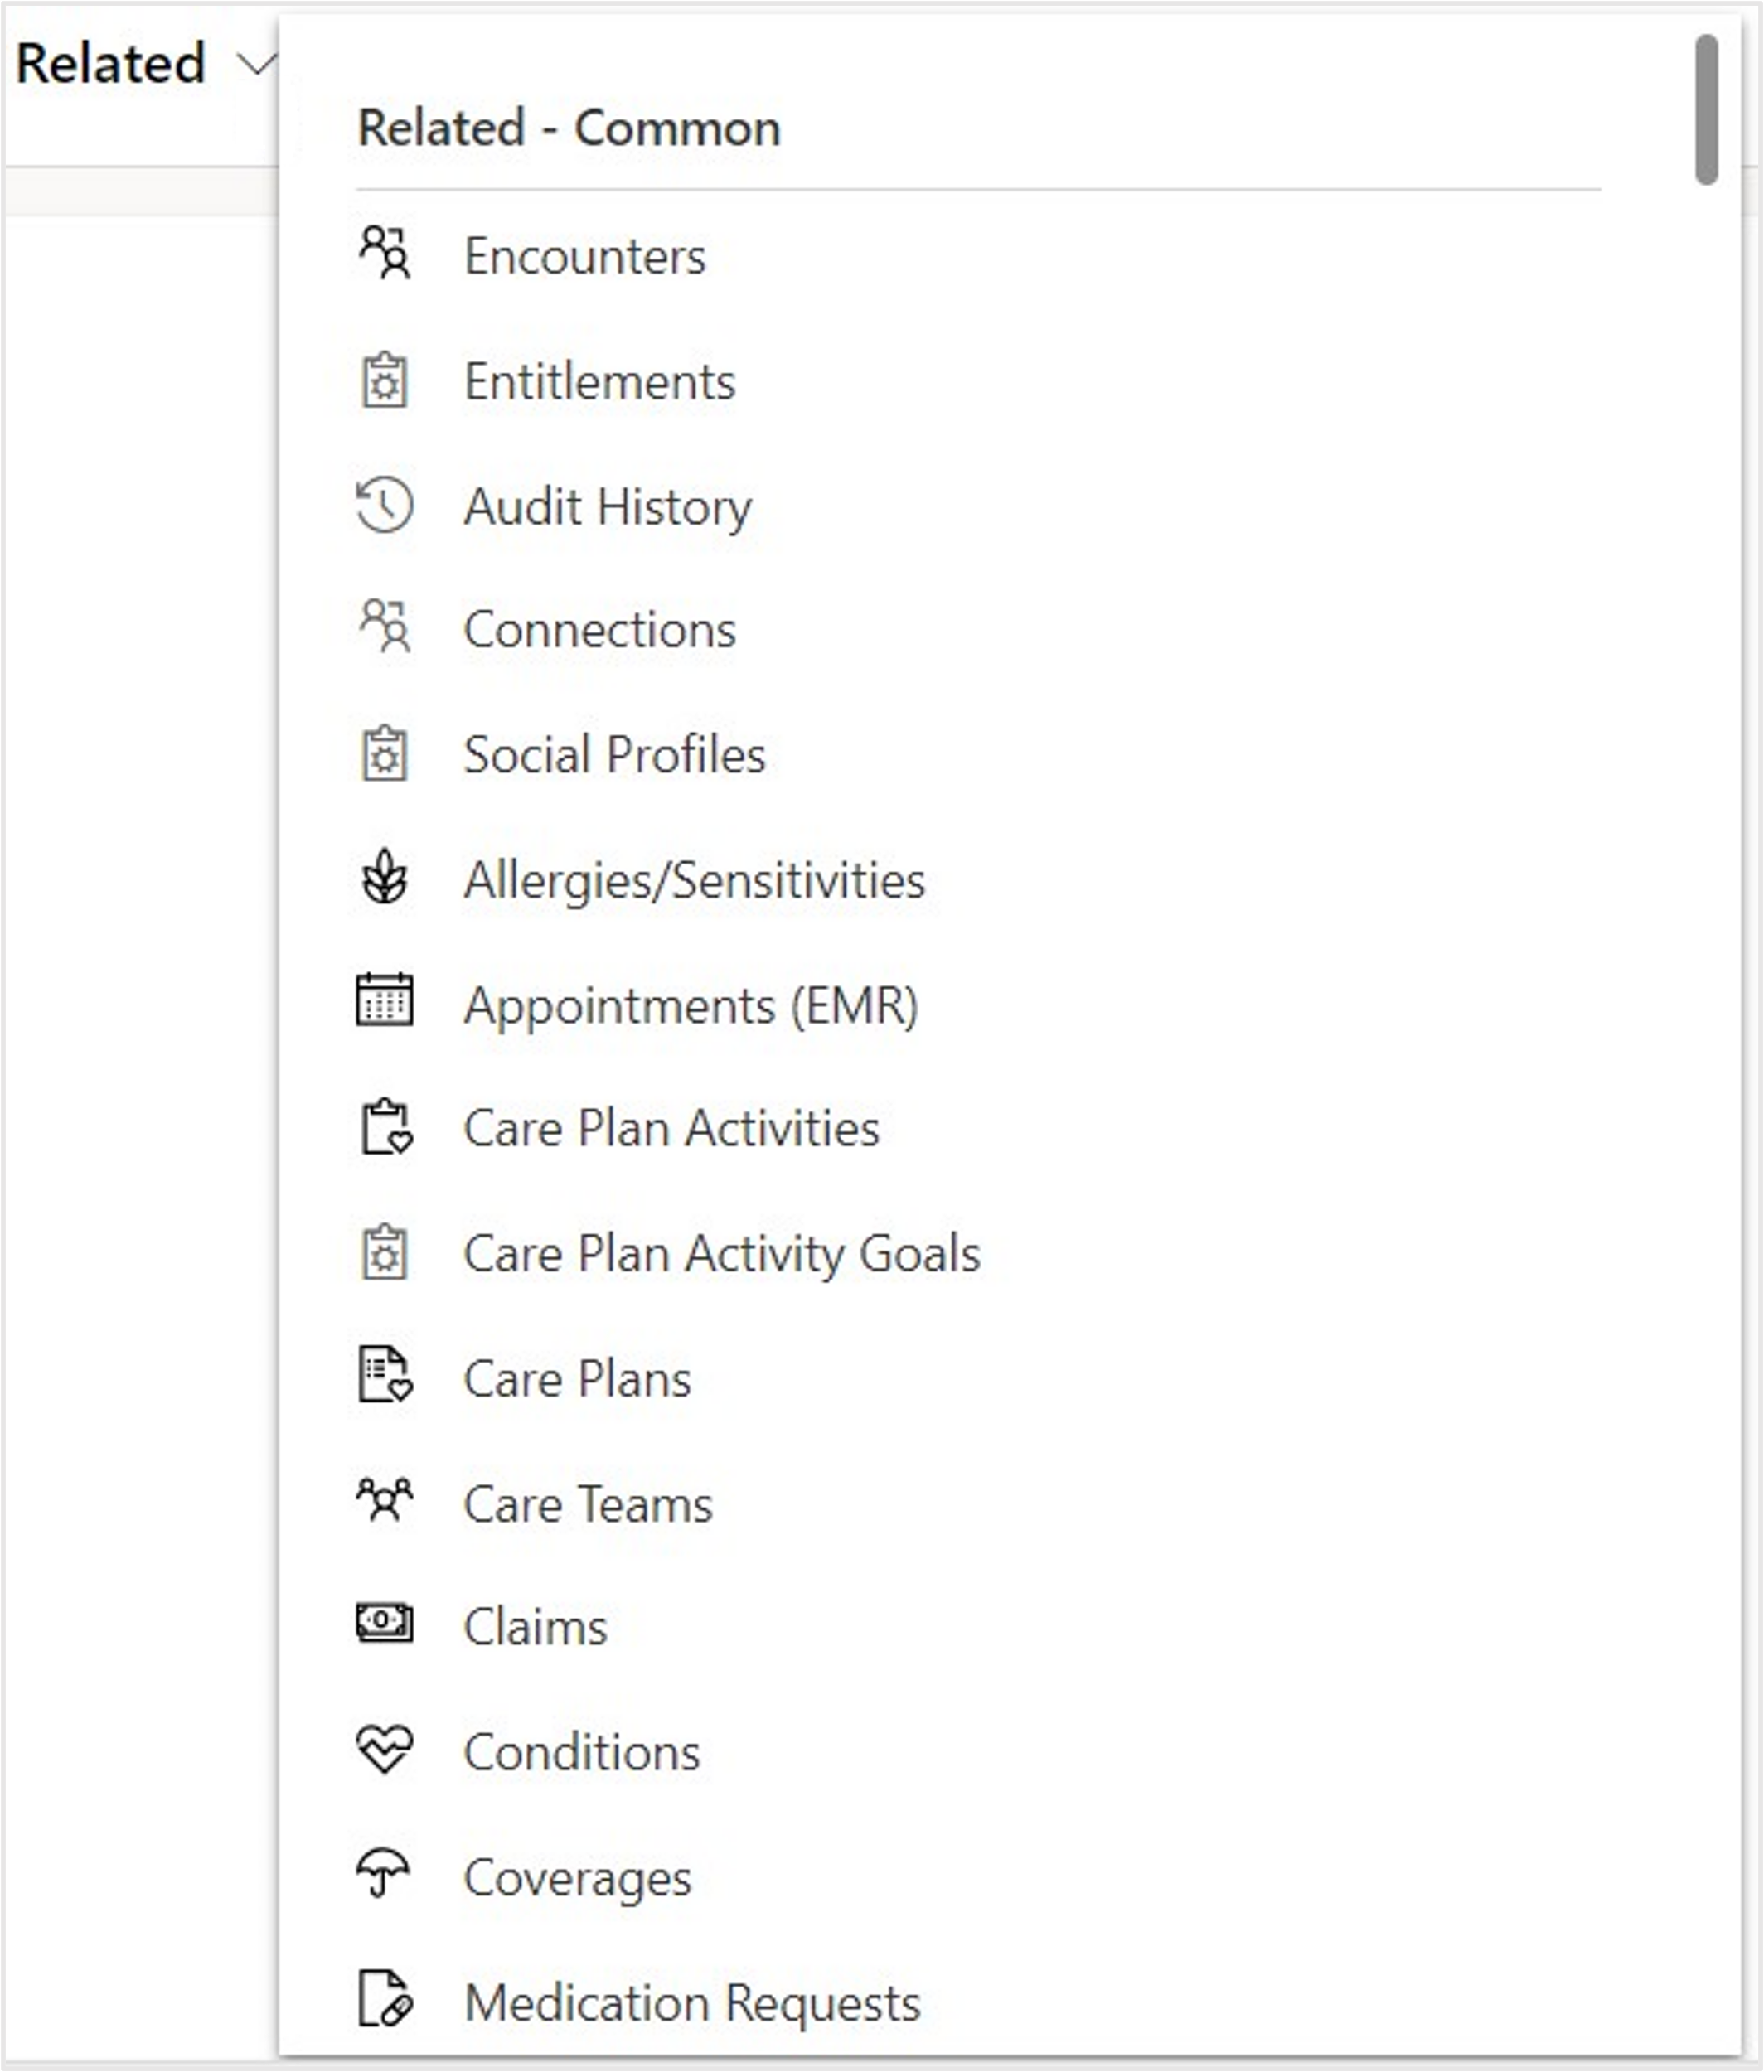 Related
Related - Common
Encounters
Entitlements
Audit History
Connections
Social Profiles
Allergies/Sensitivities
Appointments (EMR)
Care Plan Activities
Care Plan Activity Goals
Care Plans
Care Teams
Claims
Conditions
Coverages
Medication Requests